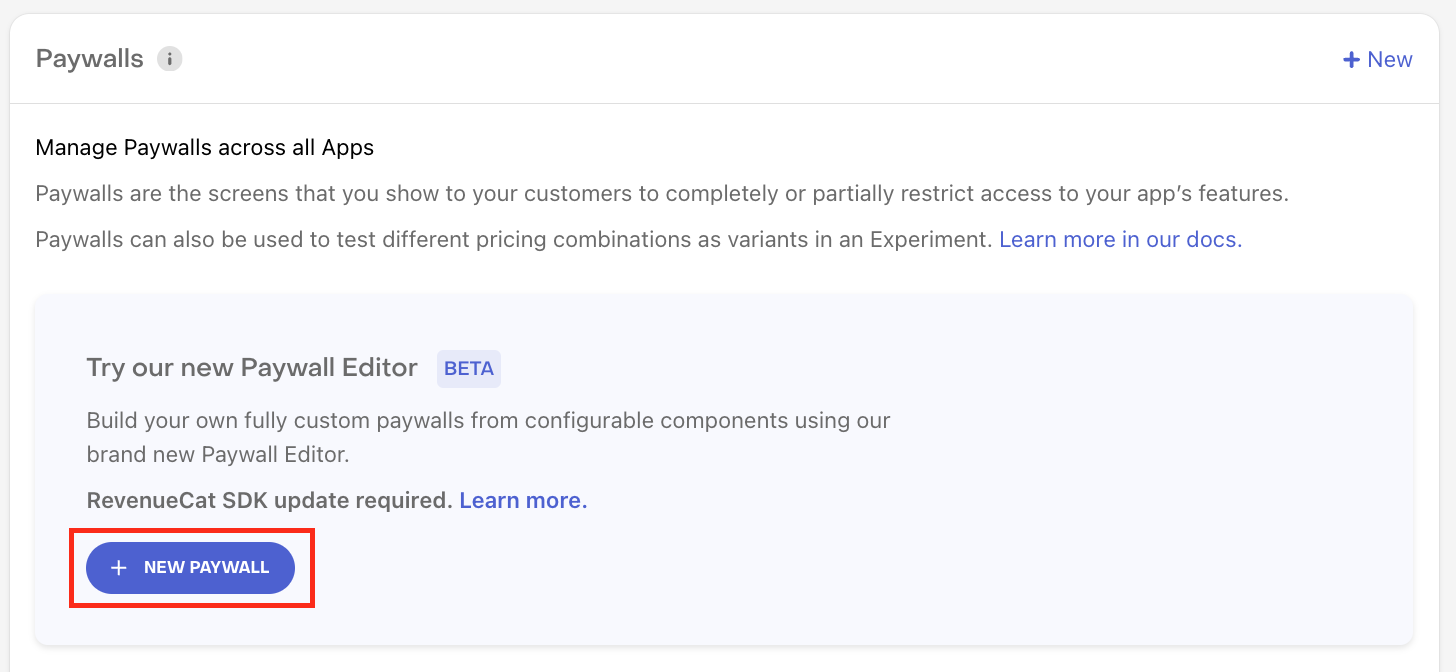 Paywalls i
+ New
Manage Paywalls across all Apps
Paywalls are the screens that you show to your customers to completely or partially restrict access to your app’s features.
Paywalls can also be used to test different pricing combinations as variants in an Experiment. Learn more in our docs.
Try our new Paywall Editor BETA
Build your own fully custom paywalls from configurable components using our
brand new Paywall Editor.
RevenueCat SDK update required. Learn more.
+ NEW PAYWALL